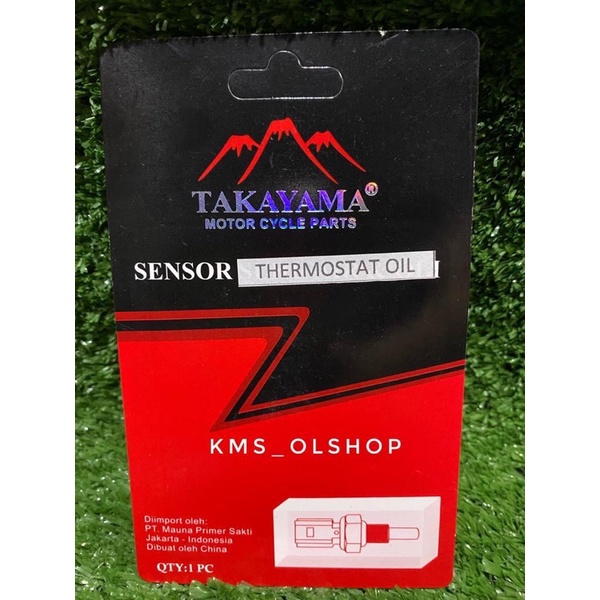 TAKAYAMA®
MOTOR CYCLE PARTS
SENSOR THERMOSTAT OIL
KMS_OLSHOP
Diimport oleh:
PT. Mauna Primer Sakti
Jakarta - Indonesia
Dibuat oleh China
QTY:1 PC